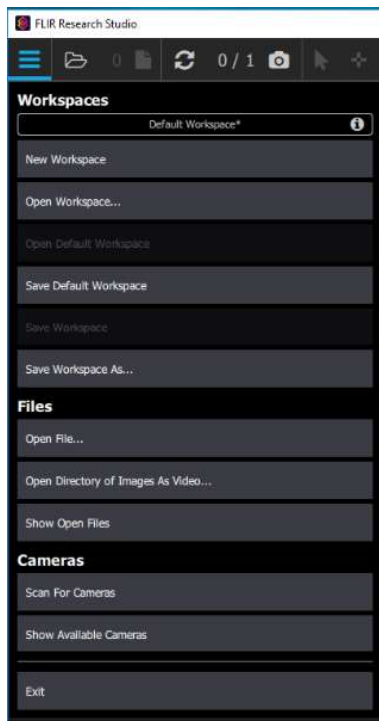 FLIR Research Studio
0 0 / 1
Workspaces
Default Workspace*
New Workspace
Open Workspace...
Open Default Workspace
Save Default Workspace
Save Workspace
Save Workspace As...
Files
Open File...
Open Directory of Images As Video...
Show Open Files
Cameras
Scan For Cameras
Show Available Cameras
Exit